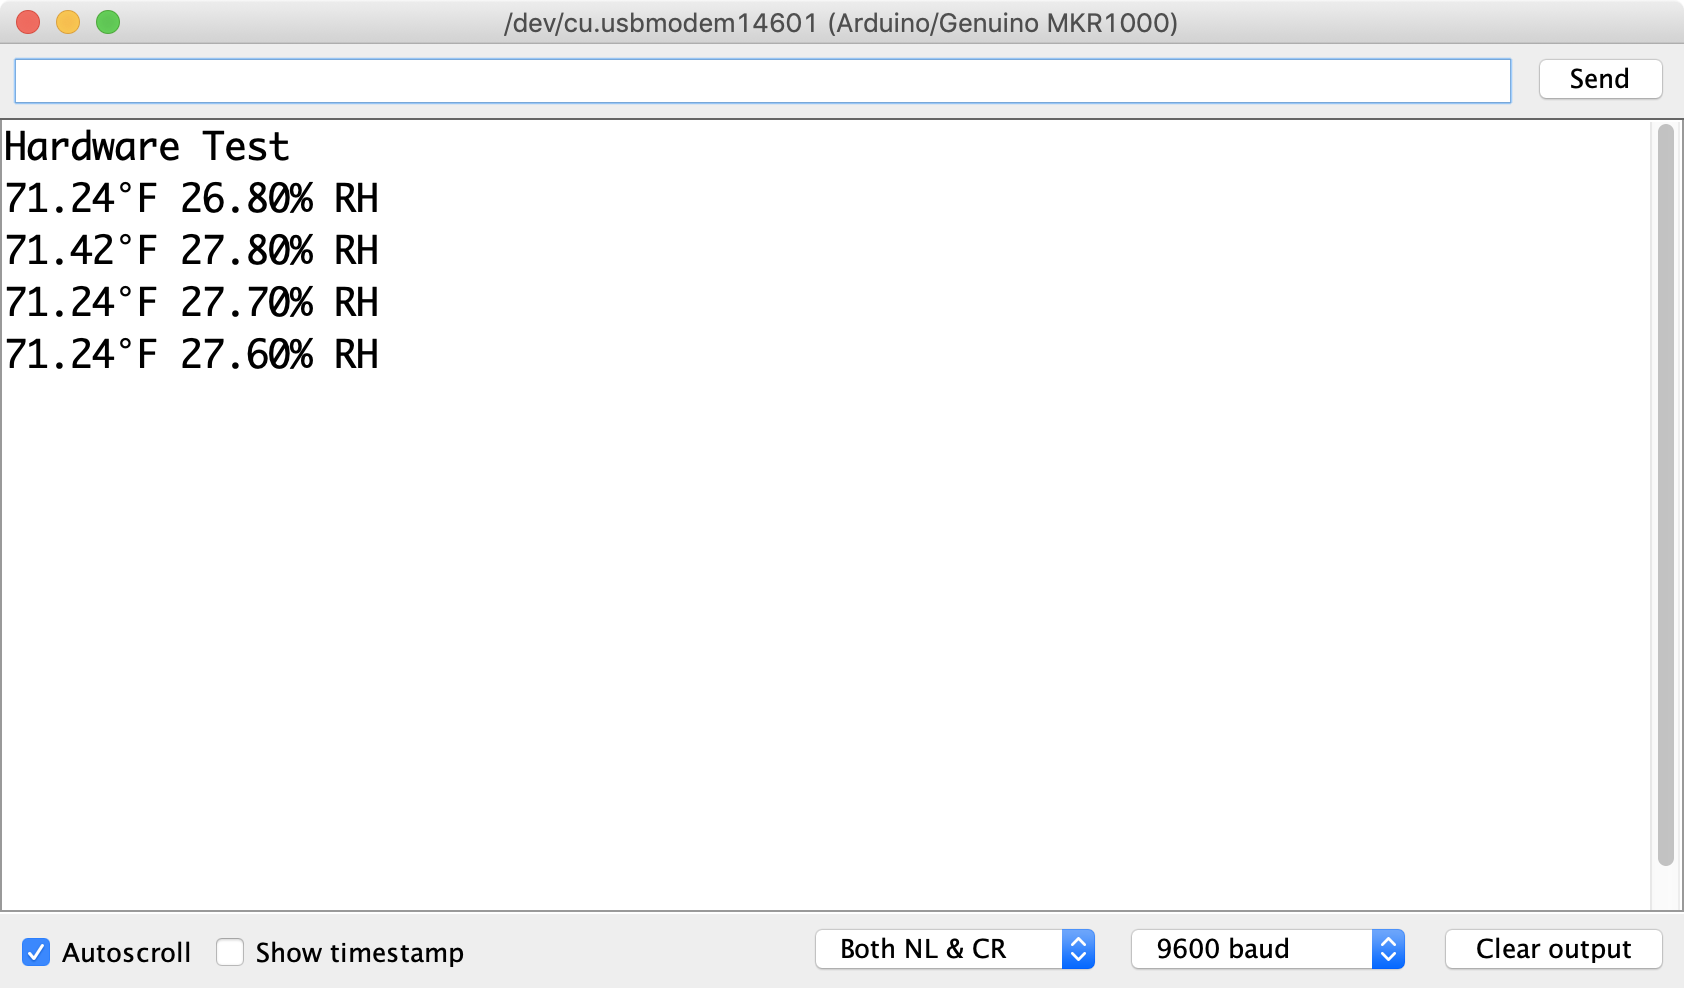 /dev/cu.usbmodem14601 (Arduino/Genuino MKR1000)
Send
Hardware Test
71.24°F 26.80% RH
71.42°F 27.80% RH
71.24°F 27.70% RH
71.24°F 27.60% RH
Autoscroll Show timestamp Both NL & CR 9600 baud Clear output